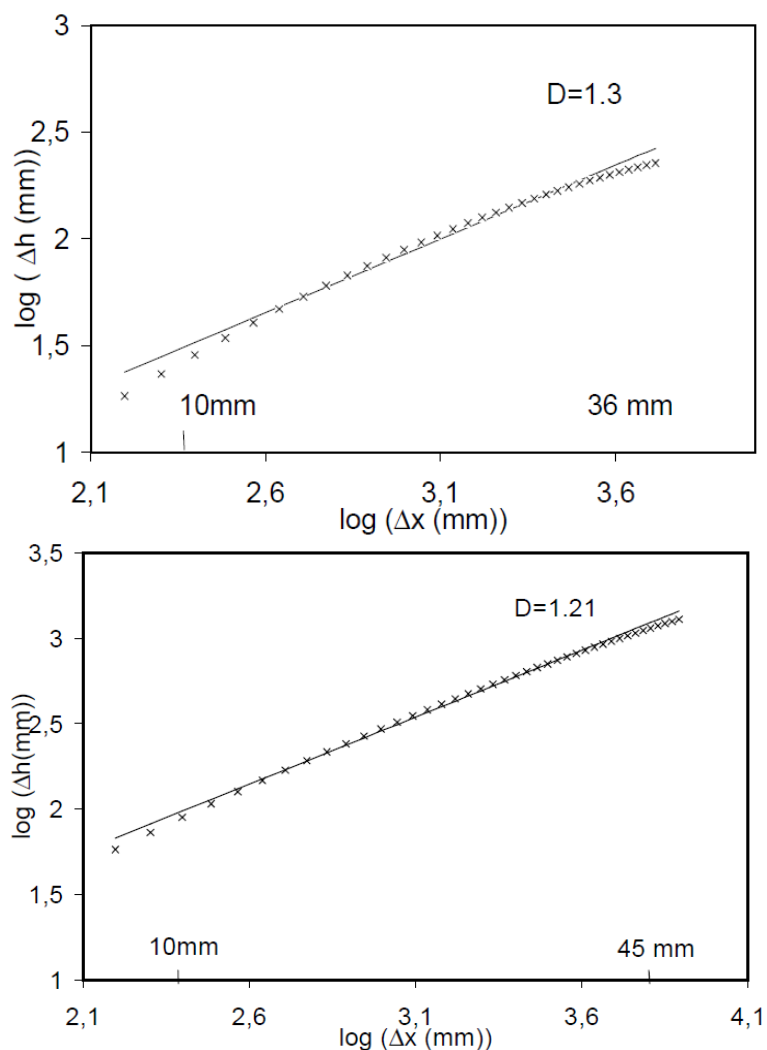 3
D=1.3
2,5
log ( Δh (mm))
2
1,5
10mm
36 mm
1
2,1
2,6
3,1
3,6
log (Δx (mm))
3,5
D=1.21
3
2,5
log (Δh(mm))
2
1,5
10mm
45 mm
1
2,1
2,6
3,1
3,6
4,1
log (Δx (mm))